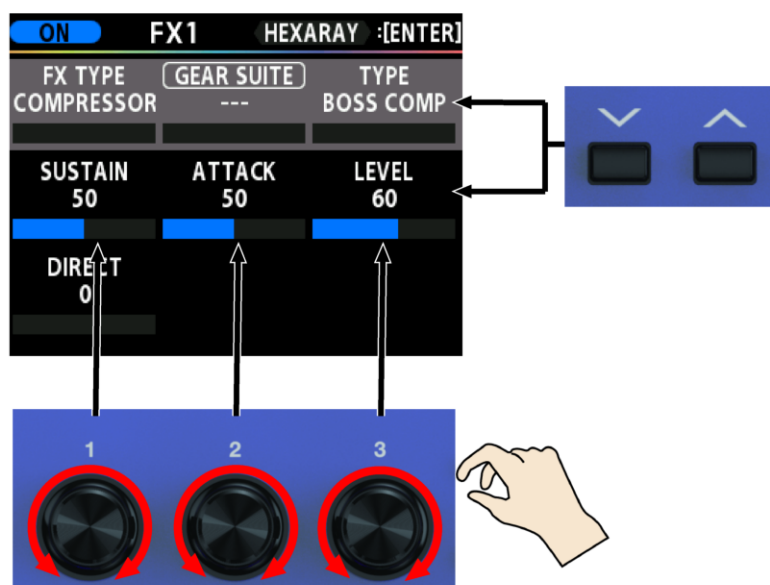 ON FX1 HEXARAY :[ENTER]
FX TYPE GEAR SUITE TYPE
COMPRESSOR --- BOSS COMP
SUSTAIN ATTACK LEVEL
50 50 60
DIRECT
0
1 2 3